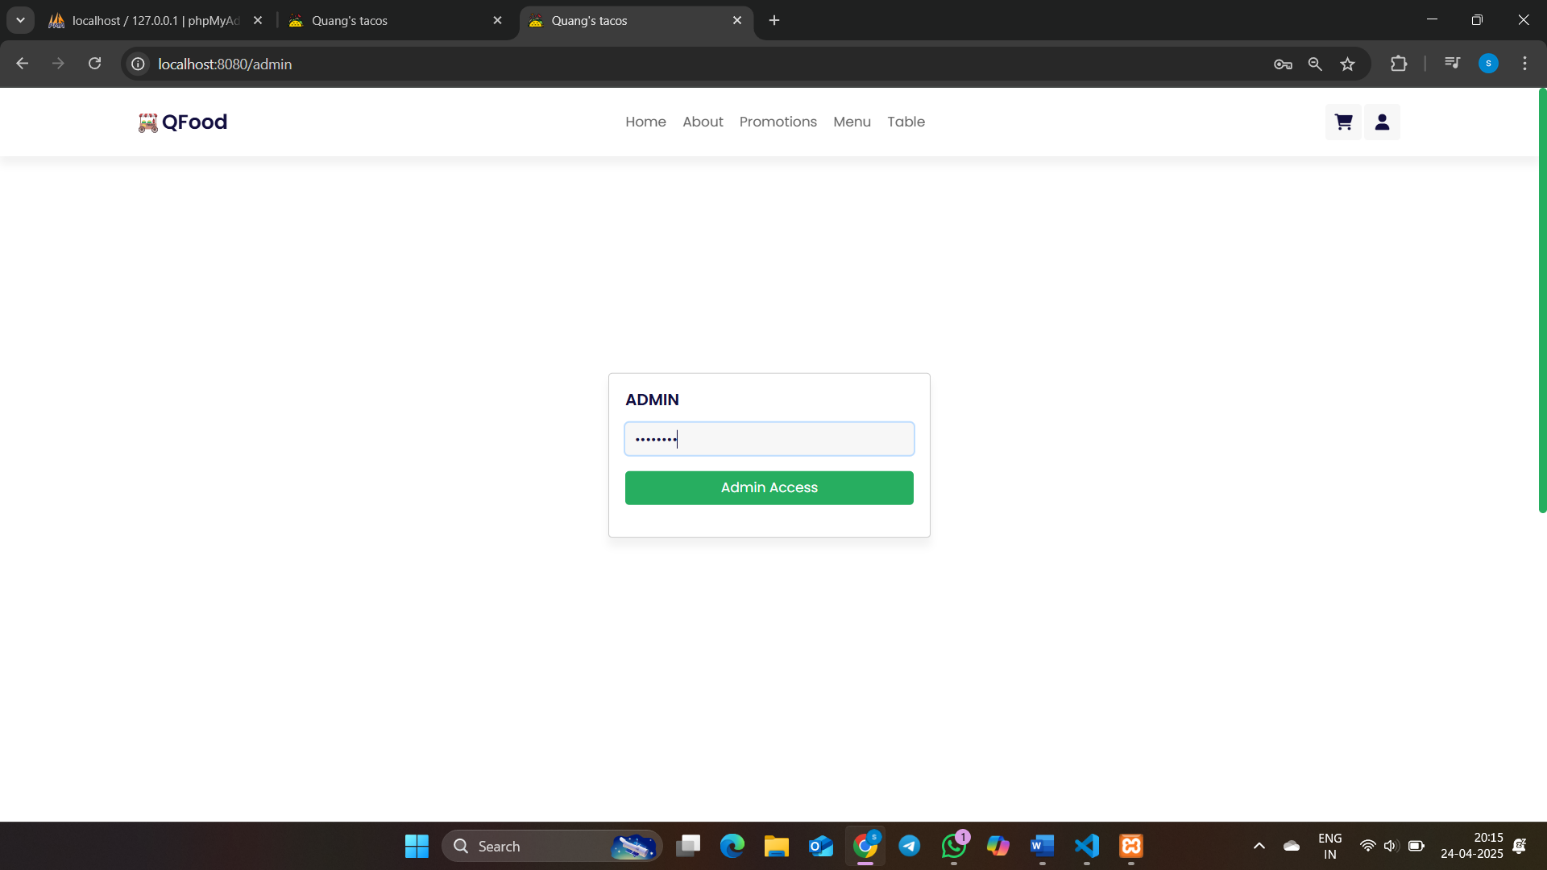 localhost / 127.0.0.1 | phpMyAd
Quang's tacos
Quang's tacos
localhost:8080/admin
s
QFood
Home
About
Promotions
Menu
Table
ADMIN
••••••••
Admin Access
Search
s
1
ENG
IN
20:15
24-04-2025